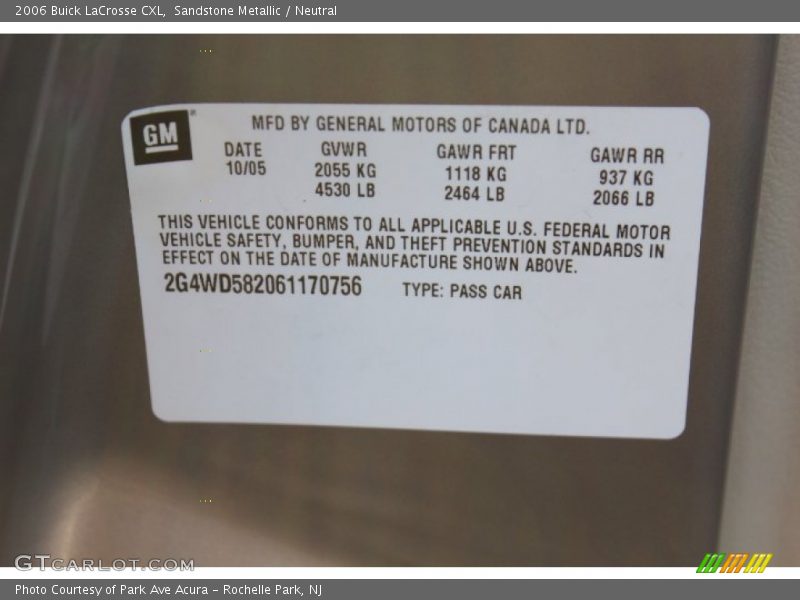 2006 Buick LaCrosse CXL, Sandstone Metallic / Neutral
GM
MFD BY GENERAL MOTORS OF CANADA LTD.
DATE GVWR GAWR FRT GAWR RR
10/05 2055 KG 1118 KG 937 KG
4530 LB 2464 LB 2066 LB
THIS VEHICLE CONFORMS TO ALL APPLICABLE U.S. FEDERAL MOTOR
VEHICLE SAFETY, BUMPER, AND THEFT PREVENTION STANDARDS IN
EFFECT ON THE DATE OF MANUFACTURE SHOWN ABOVE.
2G4WD582061170756 TYPE: PASS CAR
GTCARLOT.COM
Photo Courtesy of Park Ave Acura - Rochelle Park, NJ